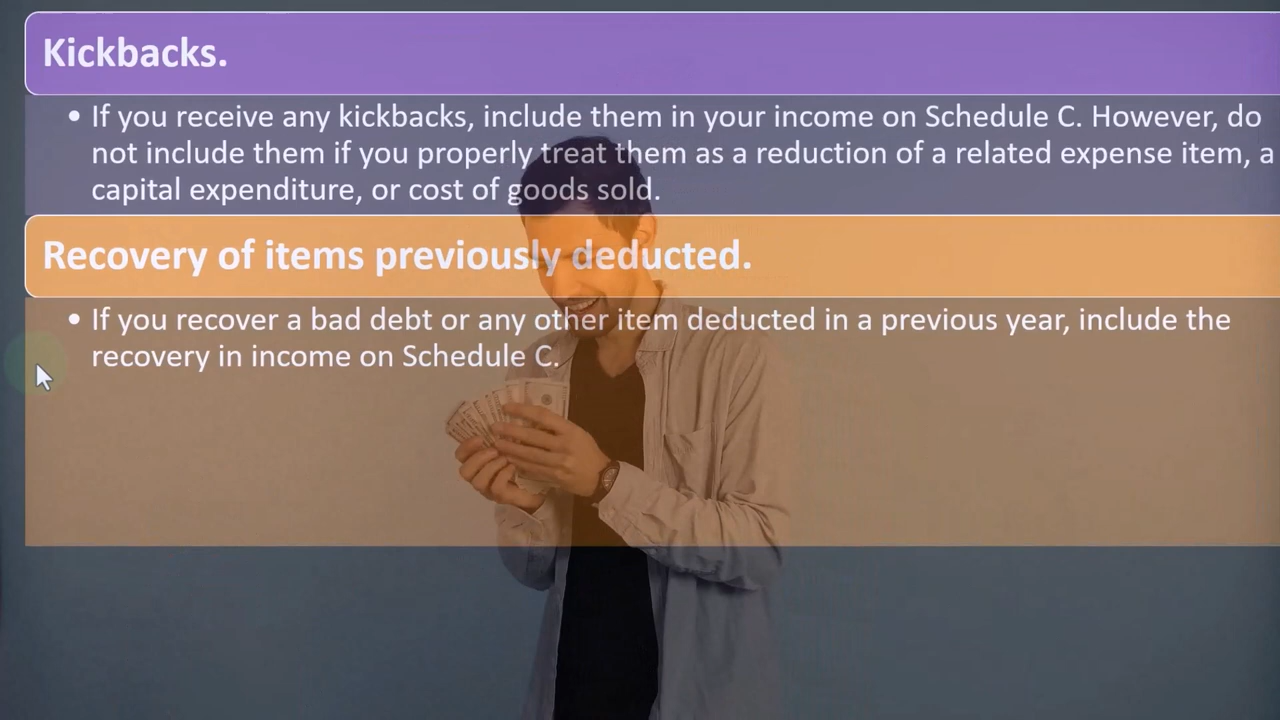 Kickbacks.
• If you receive any kickbacks, include them in your income on Schedule C. However, do
not include them if you properly treat them as a reduction of a related expense item, a
capital expenditure, or cost of goods sold.
Recovery of items previously deducted.
• If you recover a bad debt or any other item deducted in a previous year, include the
recovery in income on Schedule C.